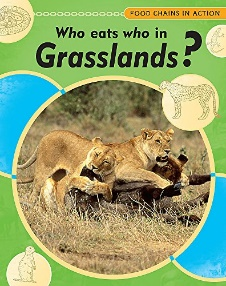 FOOD CHAINS IN ACTION
Who eats who in
Grasslands?